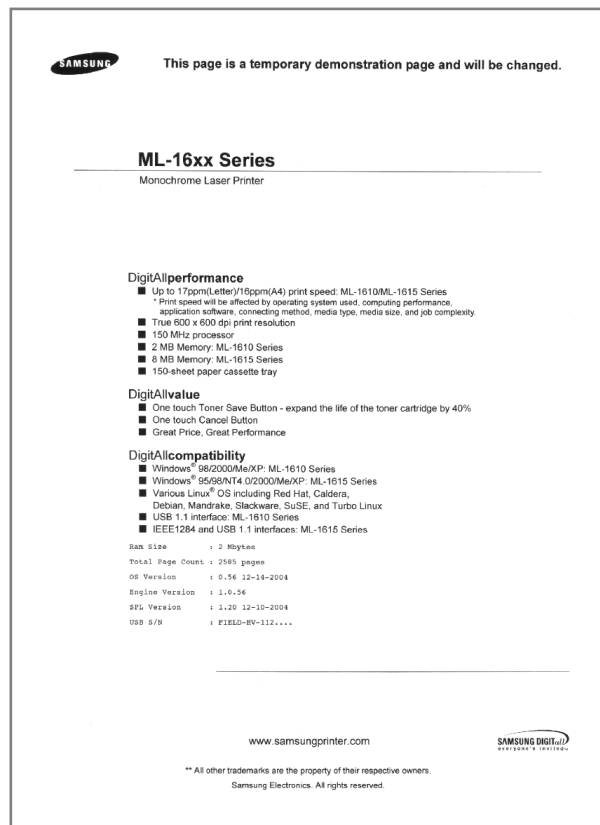 SAMSUNG
This page is a temporary demonstration page and will be changed.
ML-16xx Series
Monochrome Laser Printer
DigitAllperformance
■ Up to 17ppm(Letter)/16ppm(A4) print speed: ML-1610/ML-1615 Series
* Print speed will be affected by operating system used, computing performance,
application software, connecting method, media type, media size, and job complexity.
■ True 600 x 600 dpi print resolution
■ 150 MHz processor
■ 2 MB Memory: ML-1610 Series
■ 8 MB Memory: ML-1615 Series
■ 150-sheet paper cassette tray
DigitAllvalue
■ One touch Toner Save Button - expand the life of the toner cartridge by 40%
■ One touch Cancel Button
■ Great Price, Great Performance
DigitAllcompatibility
■ Windows® 98/2000/Me/XP: ML-1610 Series
■ Windows® 95/98/NT4.0/2000/Me/XP: ML-1615 Series
■ Various Linux® OS including Red Hat, Caldera,
Debian, Mandrake, Slackware, SuSE, and Turbo Linux
■ USB 1.1 interface: ML-1610 Series
■ IEEE1284 and USB 1.1 interfaces: ML-1615 Series
Ram Size : 2 Mbytes
Total Page Count : 2585 pages
OS Version : 0.56 12-14-2004
Engine Version : 1.0.56
SPL Version : 1.20 12-10-2004
USB S/N : FIELD-HV-112....
www.samsungprinter.com
SAMSUNG DIGITall
everyone's invited™
** All other trademarks are the property of their respective owners.
Samsung Electronics. All rights reserved.